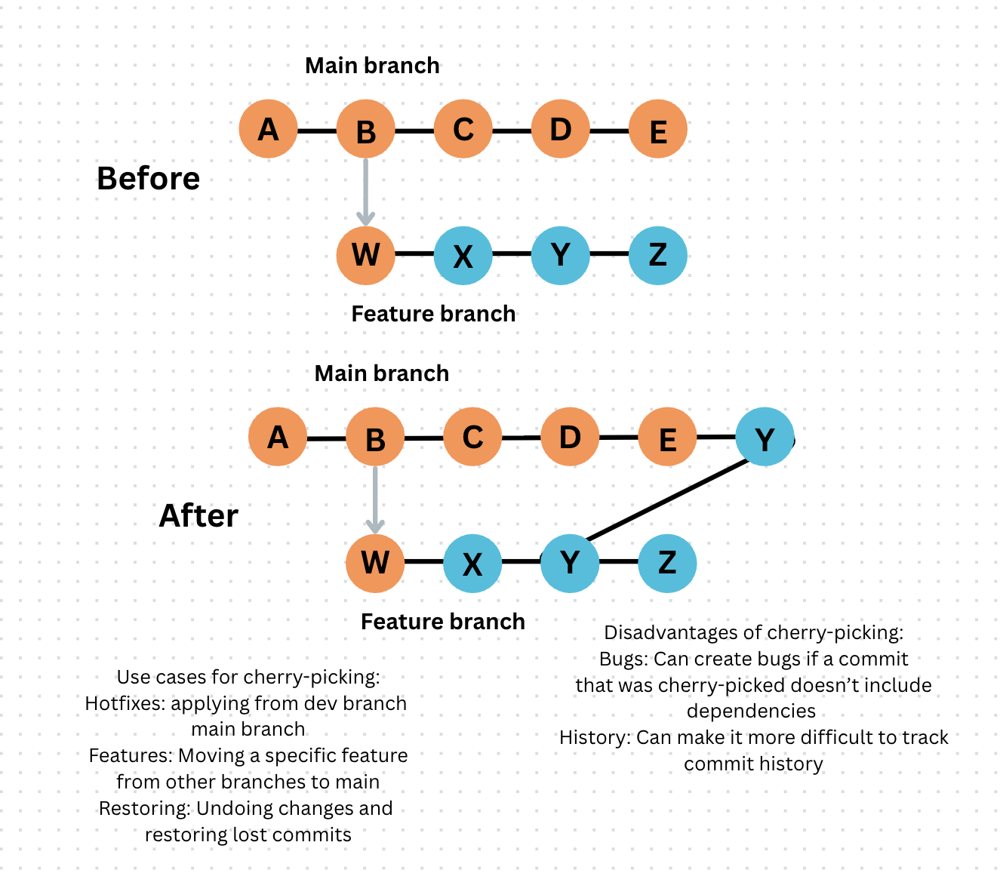 Main branch
A B C D E
Before
W X Y Z
Feature branch
Main branch
A B C D E Y
After
W X Y Z
Feature branch
Use cases for cherry-picking:
Hotfixes: applying from dev branch
main branch
Features: Moving a specific feature
from other branches to main
Restoring: Undoing changes and
restoring lost commits
Disadvantages of cherry-picking:
Bugs: Can create bugs if a commit
that was cherry-picked doesn’t include
dependencies
History: Can make it more difficult to track
commit history